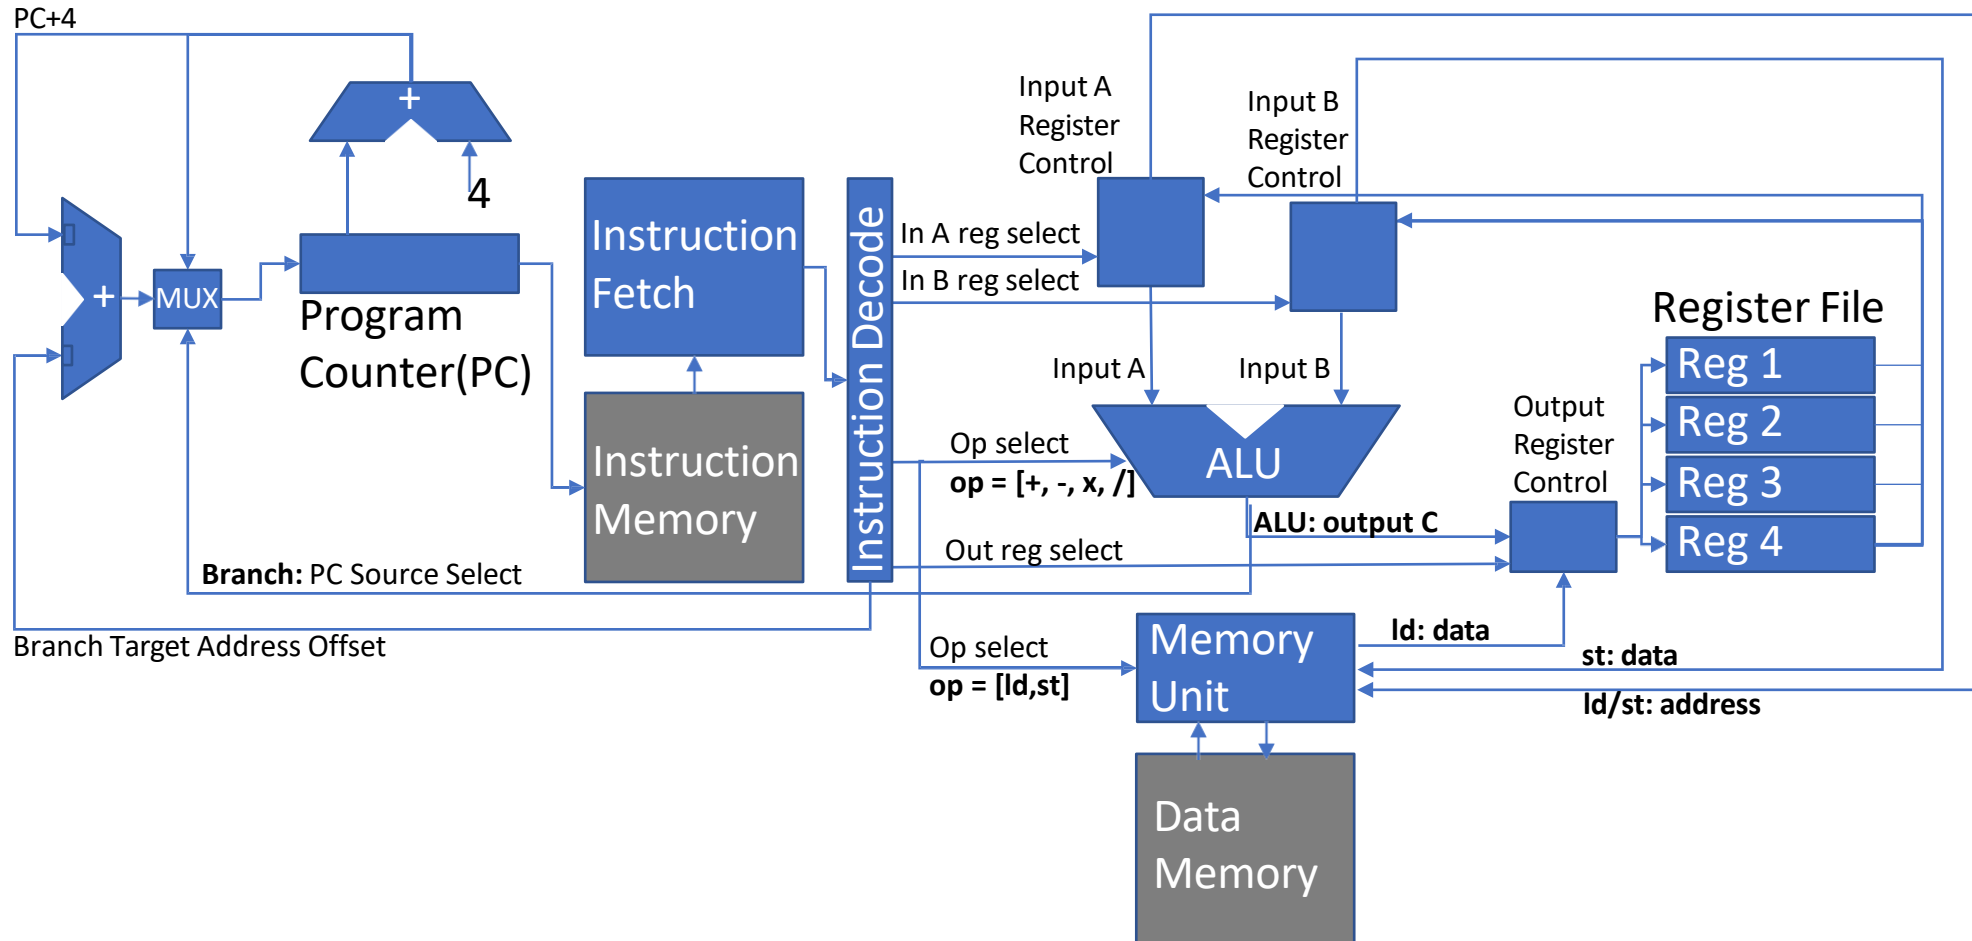 PC+4
+
4
+
MUX
Program
Counter(PC)
Instruction
Fetch
Instruction
Memory
Instruction Decode
Branch: PC Source Select
Branch Target Address Offset
Input A
Register
Control
Input B
Register
Control
In A reg select
In B reg select
Input A
Input B
Op select
op = [+, -, x, /]
ALU
ALU: output C
Out reg select
Output
Register
Control
Register File
Reg 1
Reg 2
Reg 3
Reg 4
Op select
op = [ld,st]
Memory
Unit
ld: data
st: data
ld/st: address
Data
Memory